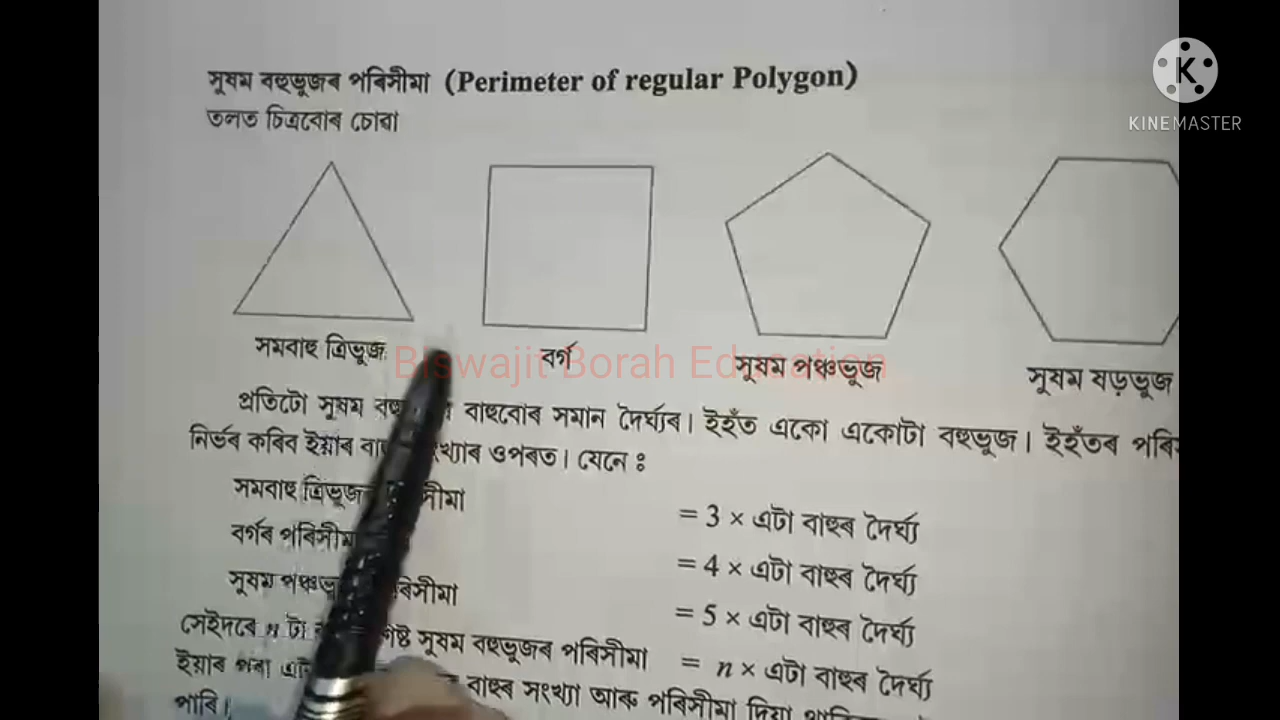 সুষম বহুভুজৰ পৰিসীমা (Perimeter of regular Polygon)
তলত চিত্ৰবোৰ চোৱা
K
KINEMASTER
সমবাহু ত্ৰিভুজ
বৰ্গ
সুষম পঞ্চভুজ
সুষম ষড়ভুজ
Biswajit Borah Education
প্ৰতিটো সুষম বাহুবোৰ সমান দৈৰ্ঘ্যৰ। ইহঁত একো একোটা বহুভুজ। ইহঁতৰ
নিৰ্ভৰ কৰিব ইয়াৰ ওপৰত। যেনে ঃ
সমবাহু ত্ৰিভুজ = 3 × এটা বাহুৰ দৈৰ্ঘ্য
বৰ্গৰ পৰিসীমা = 4 × এটা বাহুৰ দৈৰ্ঘ্য
সুষম = 5 × এটা বাহুৰ দৈৰ্ঘ্য
সেইদৰে n টা সুষম বহুভুজৰ পৰিসীমা = n × এটা বাহুৰ দৈৰ্ঘ্য
ইয়াৰ পৰা বাহুৰ সংখ্যা আৰু পৰিসীমা দিয়া
পাৰি।